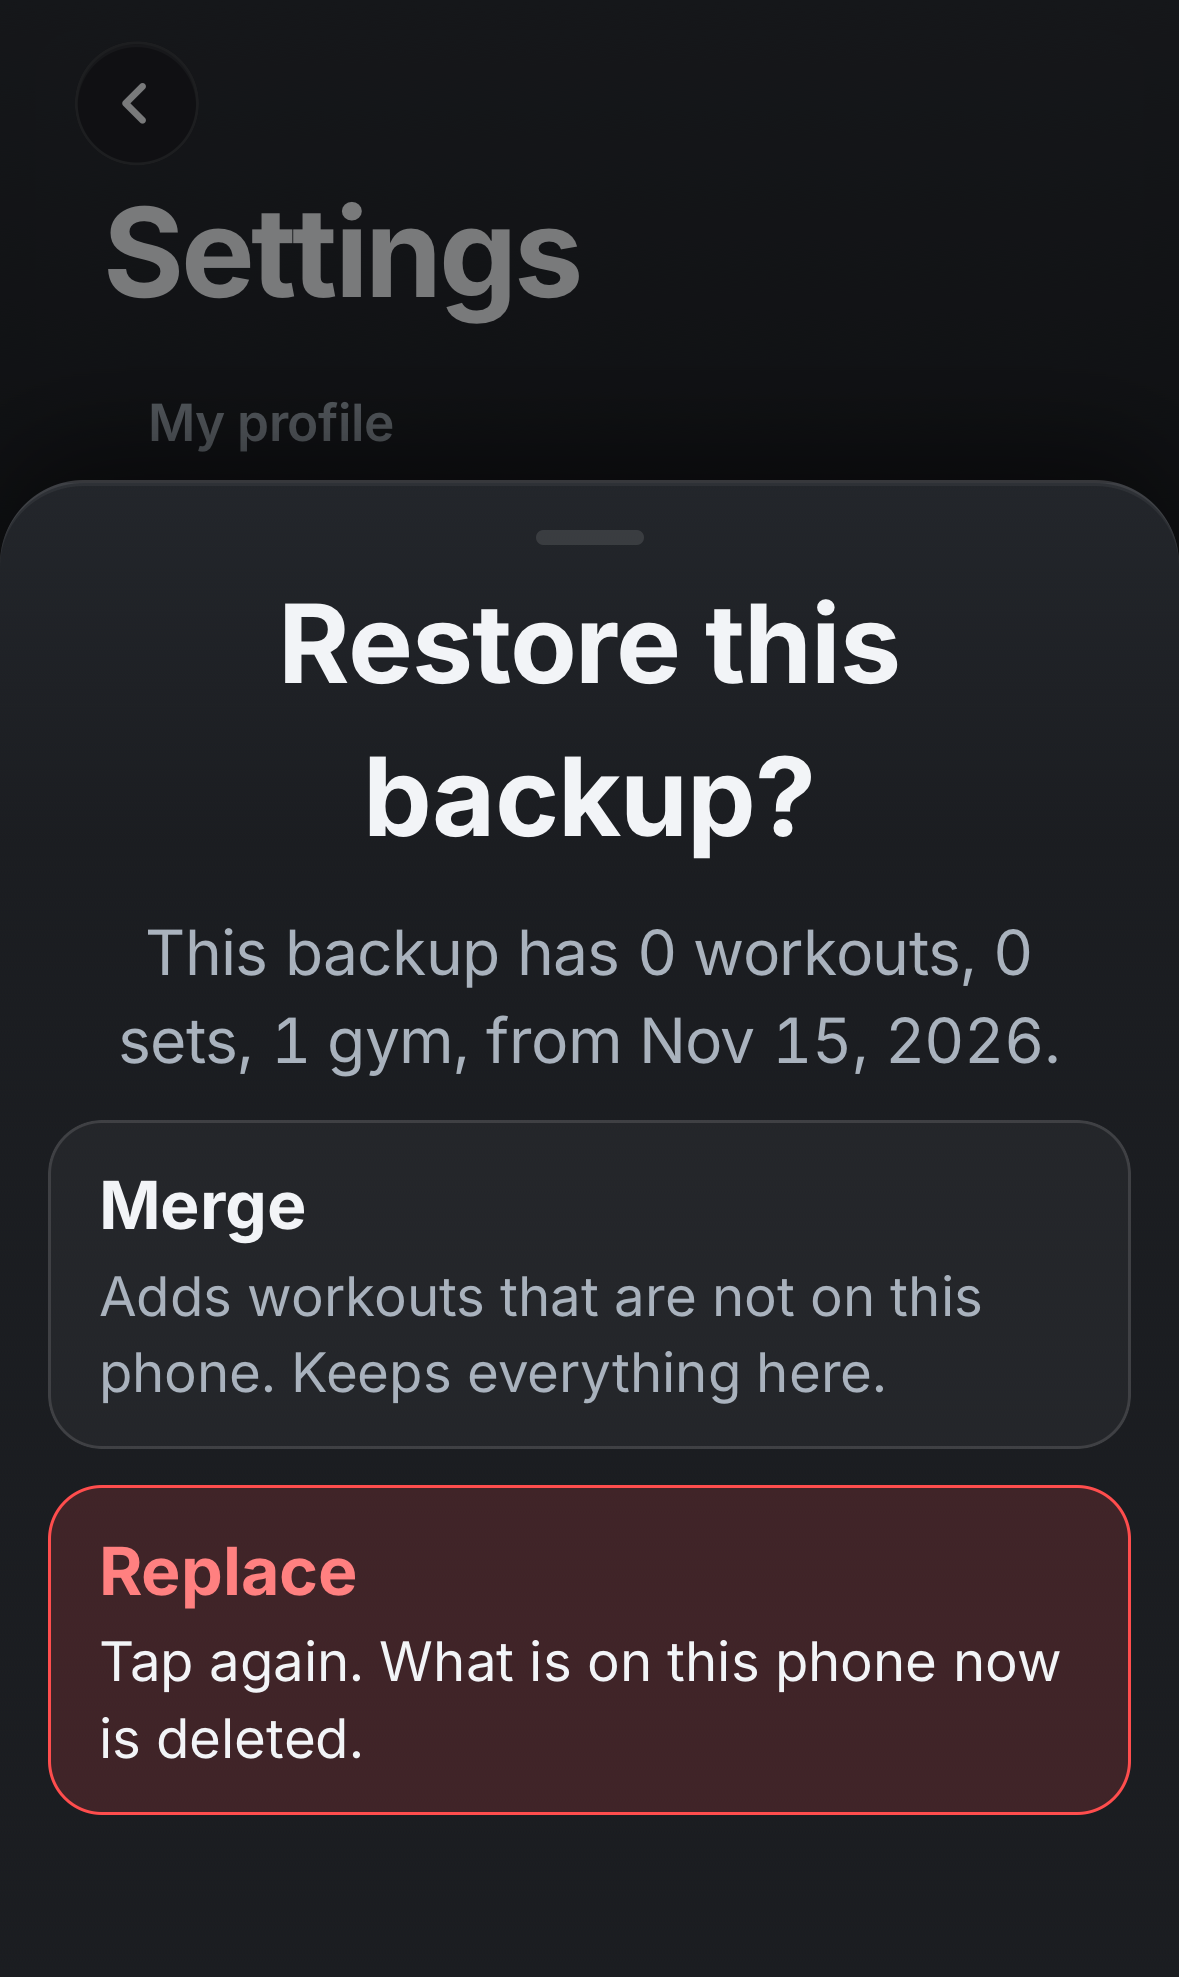 Settings
My profile
Restore this
backup?
This backup has 0 workouts, 0
sets, 1 gym, from Nov 15, 2026.
Merge
Adds workouts that are not on this
phone. Keeps everything here.
Replace
Tap again. What is on this phone now
is deleted.